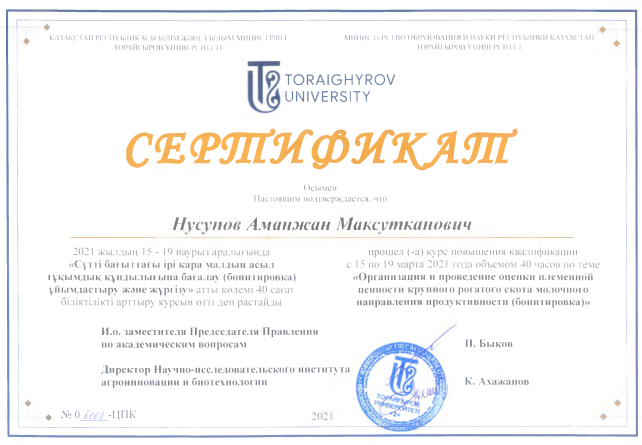 ҚАЗАҚСТАН РЕСПУБЛИКАСЫ БІЛІМ ЖӘНЕ ҒЫЛЫМ МИНИСТРЛІГІ
ТОРАЙҒЫРОВ УНИВЕРСИТЕТІ
МИНИСТЕРСТВО ОБРАЗОВАНИЯ И НАУКИ РЕСПУБЛИКИ КАЗАХСТАН
ТОРАЙҒЫРОВ УНИВЕРСИТЕТ
TORAIGHYROV
UNIVERSITY
СЕРТИФИКАТ
Осымен
Настоящим подтверждается, что
Нусупов Аманжан Максутканович
2021 жылдың 15 - 19 наурыз аралығында
«Сүтті бағыттағы ірі қара малдың асыл
тұқымдық құндылығына бағалау (бонитировка)
ұйымдастыру және жүргізу» атты көлемі 40 сағат
біліктілікті арттыру курсын өтті деп растайды
прошел (-а) курс повышения квалификации
с 15 по 19 марта 2021 года объемом 40 часов по теме
«Организация и проведение оценки племенной
ценности крупного рогатого скота молочного
направления продуктивности (бонитировка)»
И.о. заместителя Председателя Правления
по академическим вопросам
П. Быков
Директор Научно-исследовательского института
агроинновации и биотехнологии
К. Ахажанов
ТОРАЙҒЫРОВ
УНИВЕРСИТЕТІ
№ 0 6001 -ЦПК
2021